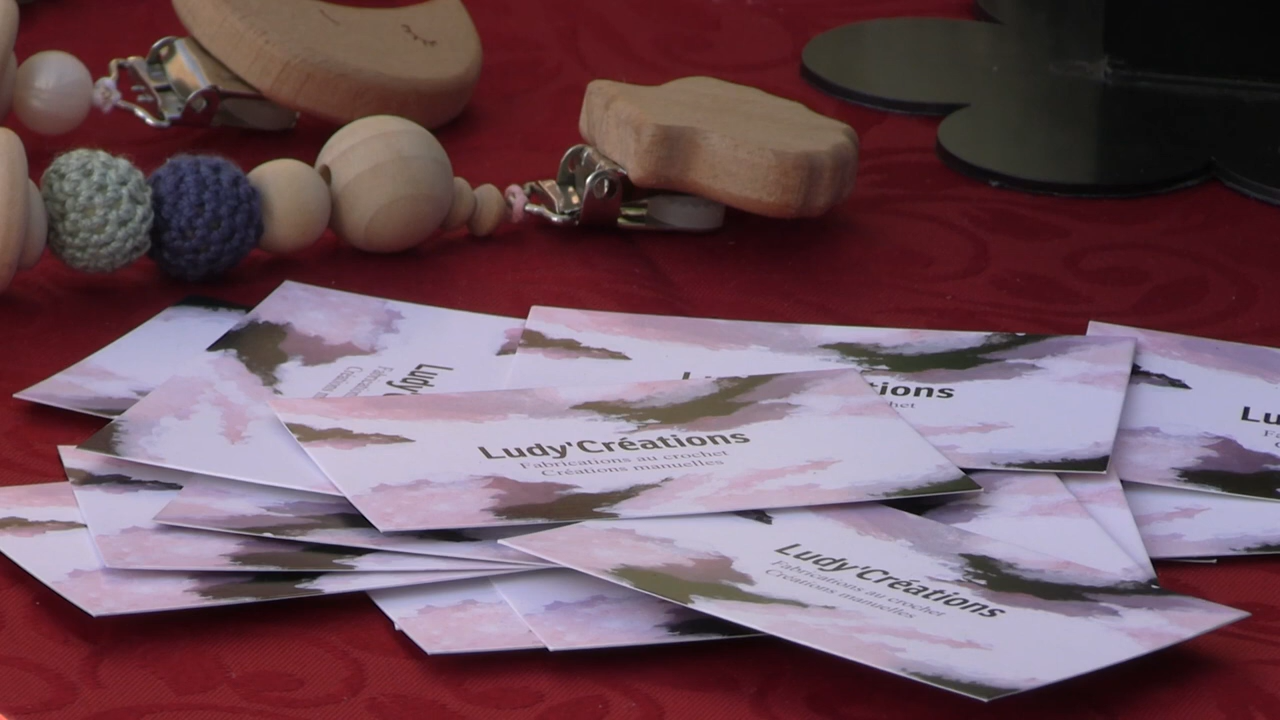 Ludy'Créations
Fabrications au crochet
Créations manuelles
Ludy'Créations
Fabrications au crochet
Créations manuelles